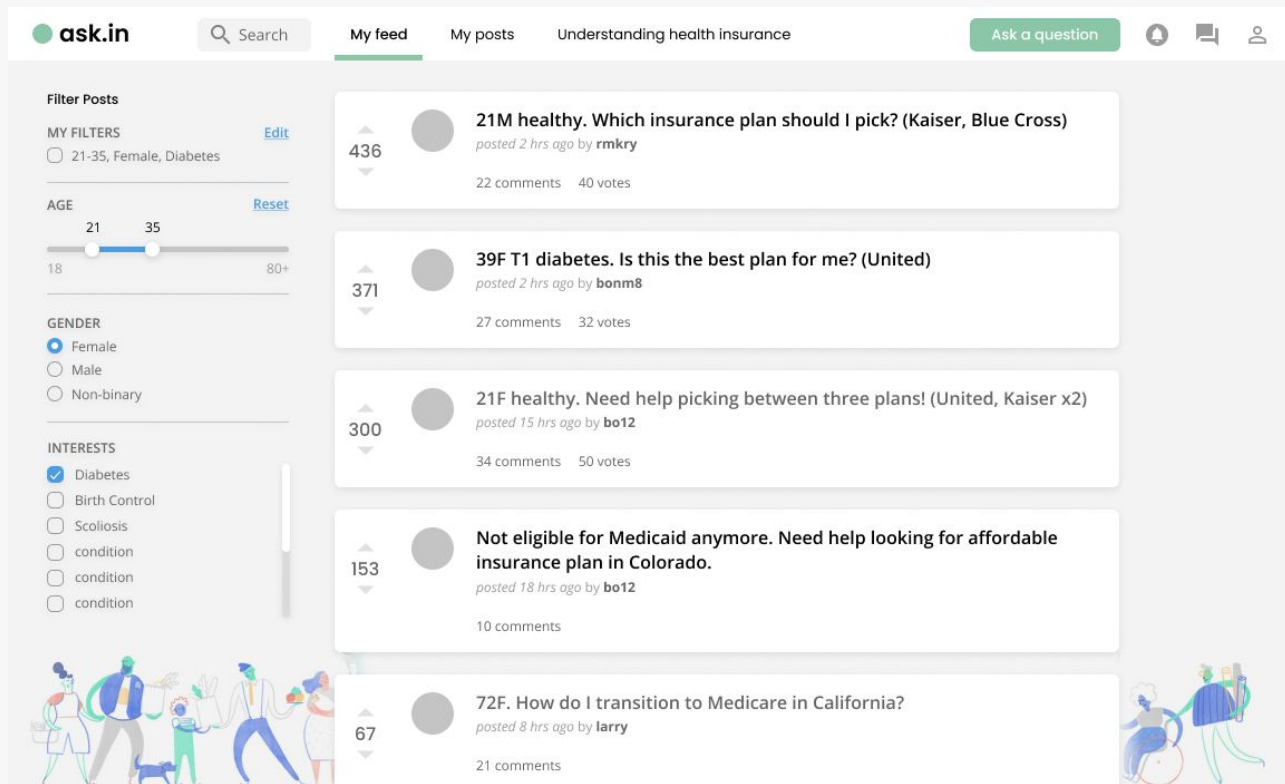 ask.in
Search
My feed
My posts
Understanding health insurance
Ask a question
Filter Posts
MY FILTERS
Edit
21-35, Female, Diabetes
AGE
Reset
21
35
18
80+
GENDER
Female
Male
Non-binary
INTERESTS
Diabetes
Birth Control
Scoliosis
condition
condition
condition
436
21M healthy. Which insurance plan should I pick? (Kaiser, Blue Cross)
posted 2 hrs ago by rmkry
22 comments 40 votes
371
39F T1 diabetes. Is this the best plan for me? (United)
posted 2 hrs ago by bonm8
27 comments 32 votes
300
21F healthy. Need help picking between three plans! (United, Kaiser x2)
posted 15 hrs ago by bo12
34 comments 50 votes
153
Not eligible for Medicaid anymore. Need help looking for affordable
insurance plan in Colorado.
posted 18 hrs ago by bo12
10 comments
67
72F. How do I transition to Medicare in California?
posted 8 hrs ago by larry
21 comments